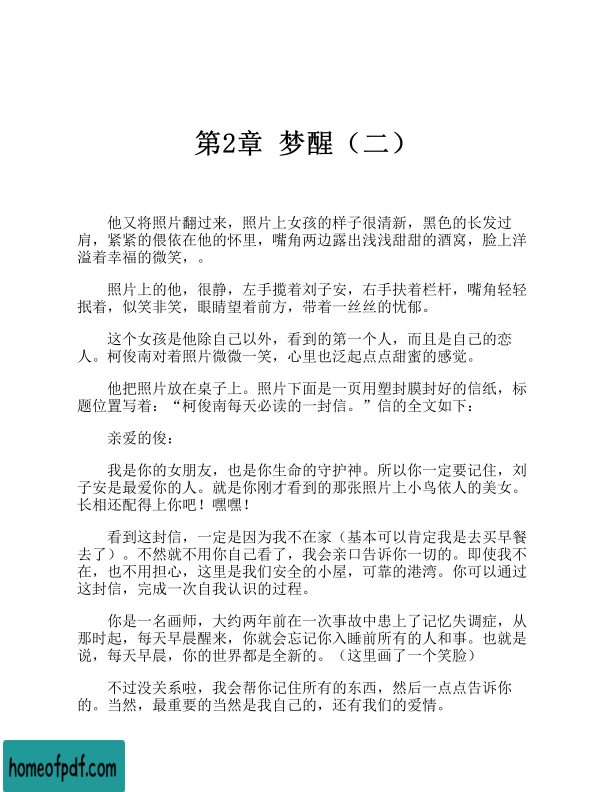 第2章 梦醒（二）
他又将照片翻过来，照片上女孩的样子很清新，黑色的长发过
肩，紧紧的偎依在他的怀里，嘴角两边露出浅浅甜甜的酒窝，脸上洋
溢着幸福的微笑，。
照片上的他，很静，左手揽着刘子安，右手扶着栏杆，嘴角轻轻
抿着，似笑非笑，眼睛望着前方，带着一丝丝的忧郁。
这个女孩是他除自己以外，看到的第一个人，而且是自己的恋
人。柯俊南对着照片微微一笑，心里也泛起点点甜蜜的感觉。
他把照片放在桌子上。照片下面是一页用塑封膜封好的信纸，标
题位置写着：“柯俊南每天必读的一封信。”信的全文如下：
亲爱的俊：
我是你的女朋友，也是你生命的守护神。所以你一定要记住，刘
子安是最爱你的人。就是你刚才看到的那张照片上小鸟依人的美女。
长相还配得上你吧！嘿嘿！
看到这封信，一定是因为我不在家（基本可以肯定我是去买早餐
去了）。不然就不用你自己看了，我会亲口告诉你一切的。即使我不
在，也不用担心，这里是我们安全的小屋，可靠的港湾。你可以通过
这封信，完成一次自我认识的过程。
你是一名画师，大约两年前在一次事故中患上了记忆失调症，从
那时起，每天早晨醒来，你就会忘记你入睡前所有的人和事。也就是
说，每天早晨，你的世界都是全新的。（这里画了一个笑脸）
不过没关系啦，我会帮你记住所有的东西，然后一点点告诉你
的。当然，最重要的当然是我自己的，还有我们的爱情。
homeofpdf.com